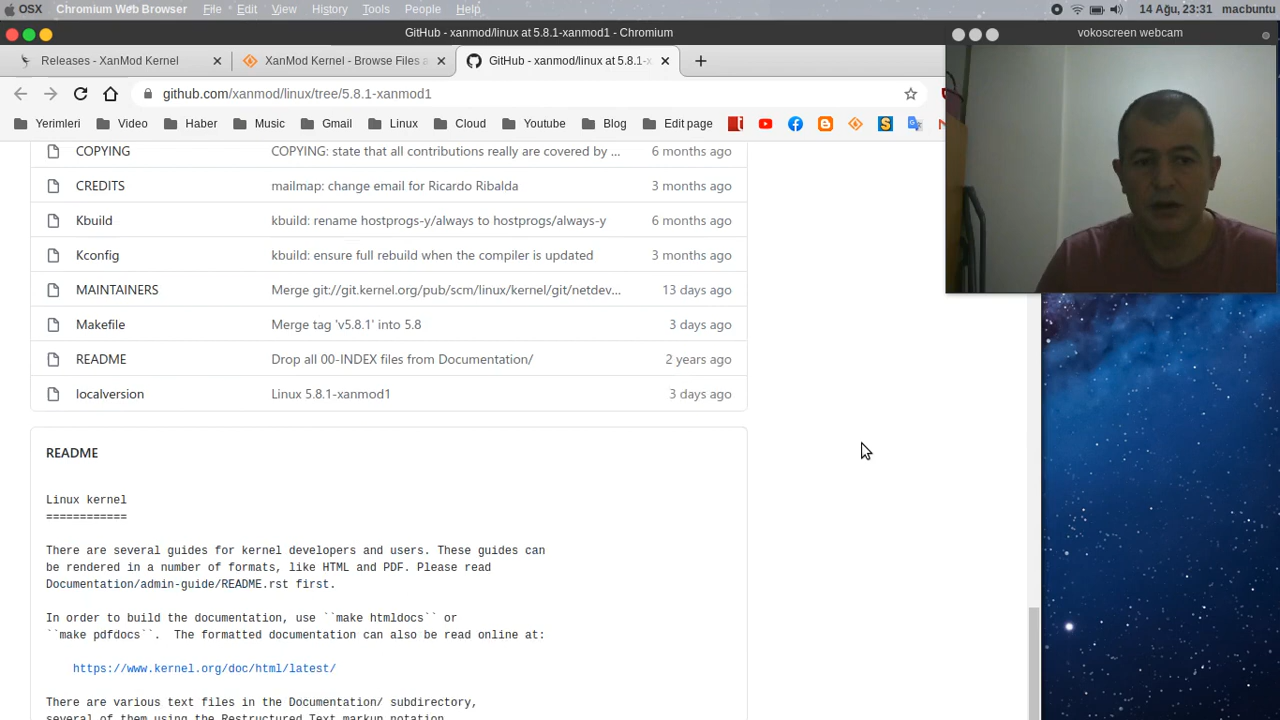 OSX Chromium Web Browser File Edit View History Tools People Help 14 Ağu, 23:31 macbuntu
GitHub - xanmod/linux at 5.8.1-xanmod1 - Chromium
vokoscreen webcam
Releases - XanMod Kernel
XanMod Kernel - Browse Files a
GitHub - xanmod/linux at 5.8.1-x
github.com/xanmod/linux/tree/5.8.1-xanmod1
Yerimleri Video Haber Music Gmail Linux Cloud Youtube Blog Edit page
COPYING COPYING: state that all contributions really are covered by ... 6 months ago
CREDITS mailmap: change email for Ricardo Ribalda 3 months ago
Kbuild kbuild: rename hostprogs-y/always to hostprogs/always-y 6 months ago
Kconfig kbuild: ensure full rebuild when the compiler is updated 3 months ago
MAINTAINERS Merge git://git.kernel.org/pub/scm/linux/kernel/git/netdev... 13 days ago
Makefile Merge tag 'v5.8.1' into 5.8 3 days ago
README Drop all 00-INDEX files from Documentation/ 2 years ago
localversion Linux 5.8.1-xanmod1 3 days ago
README
Linux kernel
============
There are several guides for kernel developers and users. These guides can
be rendered in a number of formats, like HTML and PDF. Please read
Documentation/admin-guide/README.rst first.
In order to build the documentation, use ``make htmldocs`` or
``make pdfdocs``.  The formatted documentation can also be read online at:
https://www.kernel.org/doc/html/latest/
There are various text files in the Documentation/ subdirectory,
several of them using the Restructured Text markup notation.